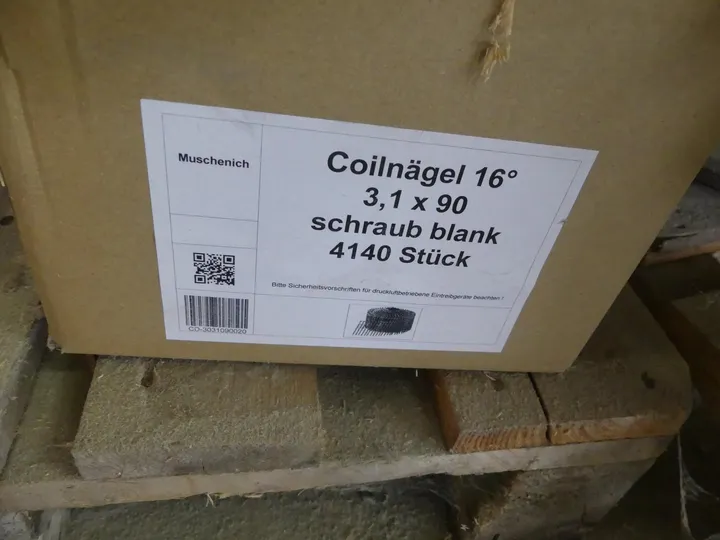 Muschenich
Coilnägel 16°
3,1 x 90
schraub blank
4140 Stück
Bitte Sicherheitsvorschriften für druckluftbetriebene Eintreibgeräte beachten !
CO-3031090020